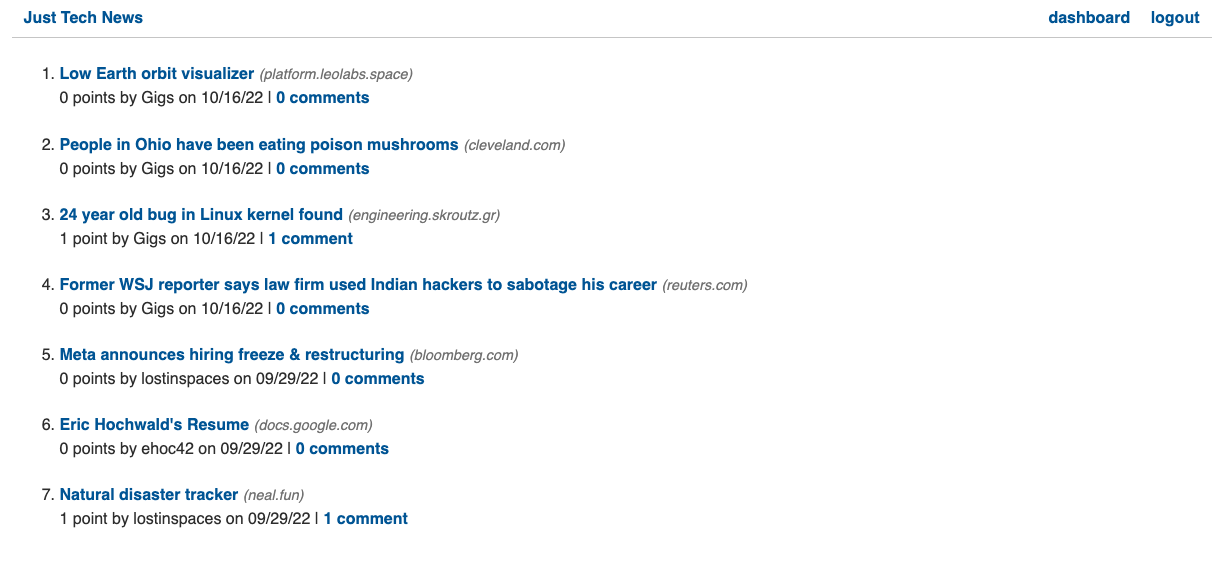 Just Tech News dashboard logout
1. Low Earth orbit visualizer (platform.leolabs.space)
0 points by Gigs on 10/16/22 | 0 comments
2. People in Ohio have been eating poison mushrooms (cleveland.com)
0 points by Gigs on 10/16/22 | 0 comments
3. 24 year old bug in Linux kernel found (engineering.skroutz.gr)
1 point by Gigs on 10/16/22 | 1 comment
4. Former WSJ reporter says law firm used Indian hackers to sabotage his career (reuters.com)
0 points by Gigs on 10/16/22 | 0 comments
5. Meta announces hiring freeze & restructuring (bloomberg.com)
0 points by lostinspaces on 09/29/22 | 0 comments
6. Eric Hochwald's Resume (docs.google.com)
0 points by ehoc42 on 09/29/22 | 0 comments
7. Natural disaster tracker (neal.fun)
1 point by lostinspaces on 09/29/22 | 1 comment